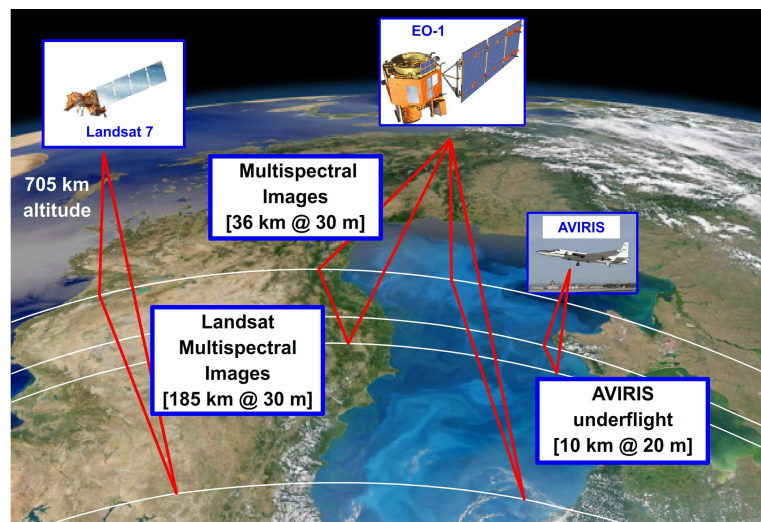 EO-1
Landsat 7
705 km
altitude
Multispectral
Images
[36 km @ 30 m]
AVIRIS
Landsat
Multispectral
Images
[185 km @ 30 m]
AVIRIS
underflight
[10 km @ 20 m]